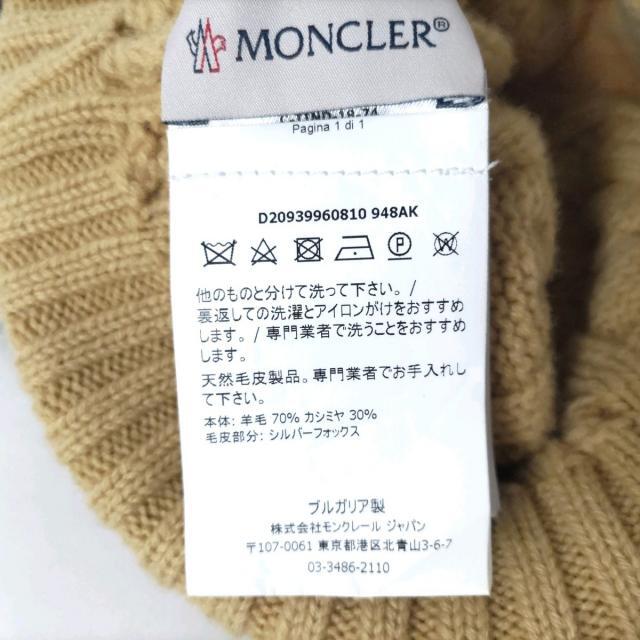 MONCLER®
Pagina 1 di 1
D20939960810 948AK
他のものと分けて洗って下さい。/
裏返しての洗濯とアイロンがけをおすすめ
します。/ 専門業者で洗うことをおすすめ
します。
天然毛皮製品。専門業者でお手入れし
て下さい。
本体: 羊毛 70% カシミヤ 30%
毛皮部分: シルバーフォックス
ブルガリア製
株式会社モンクレール ジャパン
〒107-0061 東京都港区北青山3-6-7
03-3486-2110